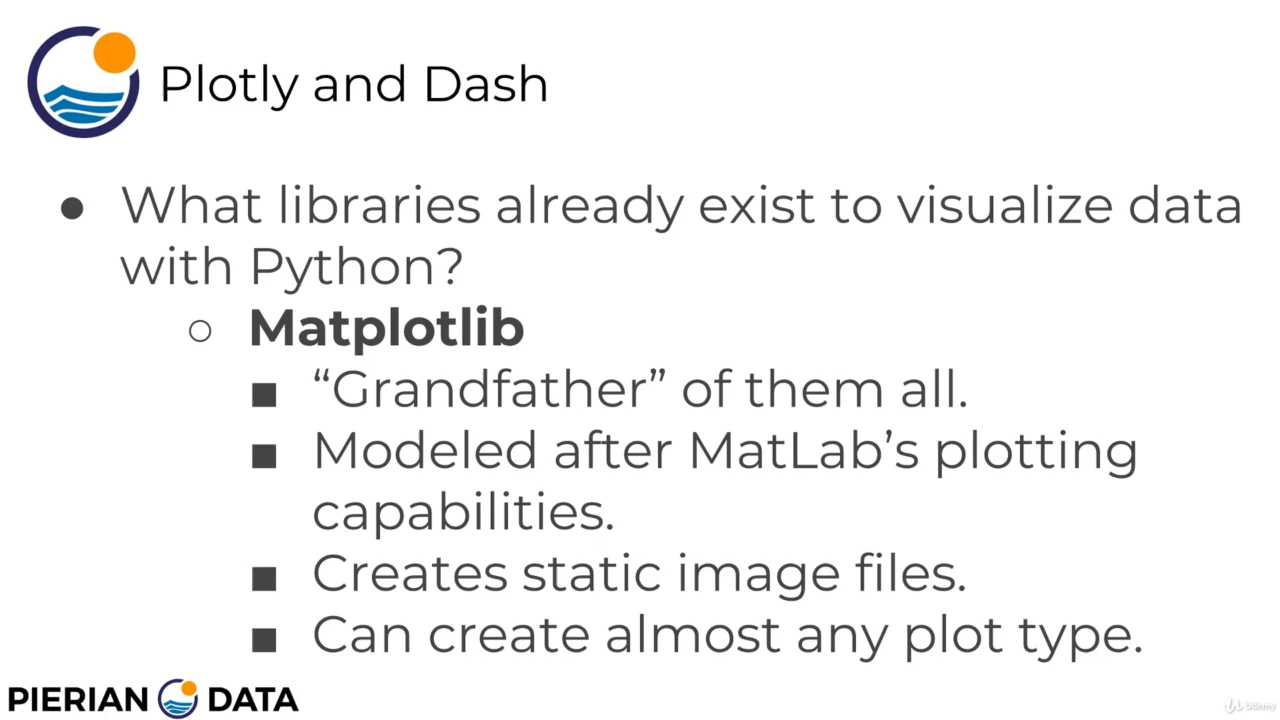 Plotly and Dash
● What libraries already exist to visualize data
with Python?
○ Matplotlib
■ “Grandfather” of them all.
■ Modeled after MatLab’s plotting
capabilities.
■ Creates static image files.
■ Can create almost any plot type.
PIERIAN DATA
Udemy